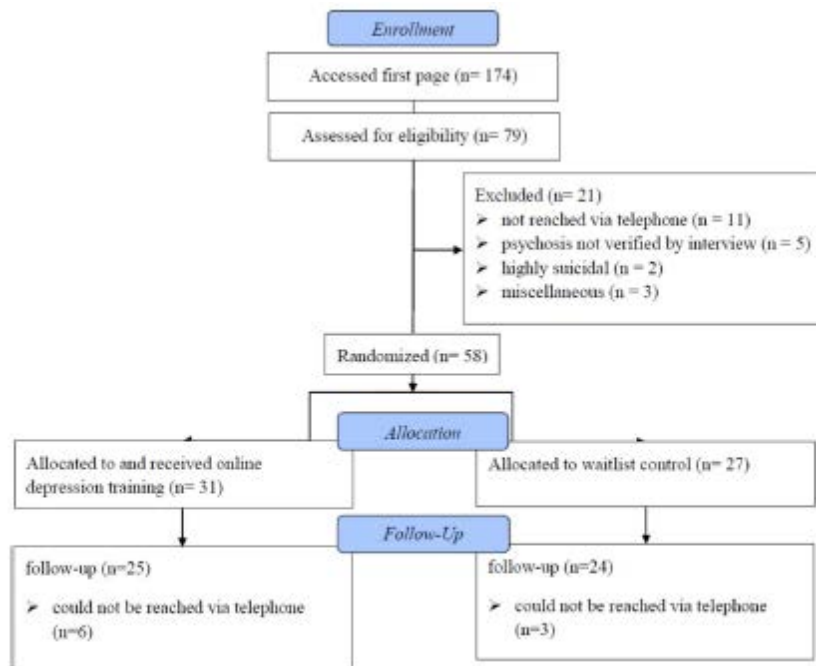 Enrollment
Accessed first page (n= 174)
Assessed for eligibility (n= 79)
Excluded (n= 21)
➢ not reached via telephone (n = 11)
➢ psychosis not verified by interview (n = 5)
➢ highly suicidal (n = 2)
➢ miscellaneous (n = 3)
Randomized (n= 58)
Allocation
Allocated to and received online
depression training (n= 31)
Allocated to waitlist control (n= 27)
Follow-Up
follow-up (n=25)
➢ could not be reached via telephone
(n=6)
follow-up (n=24)
➢ could not be reached via telephone
(n=3)